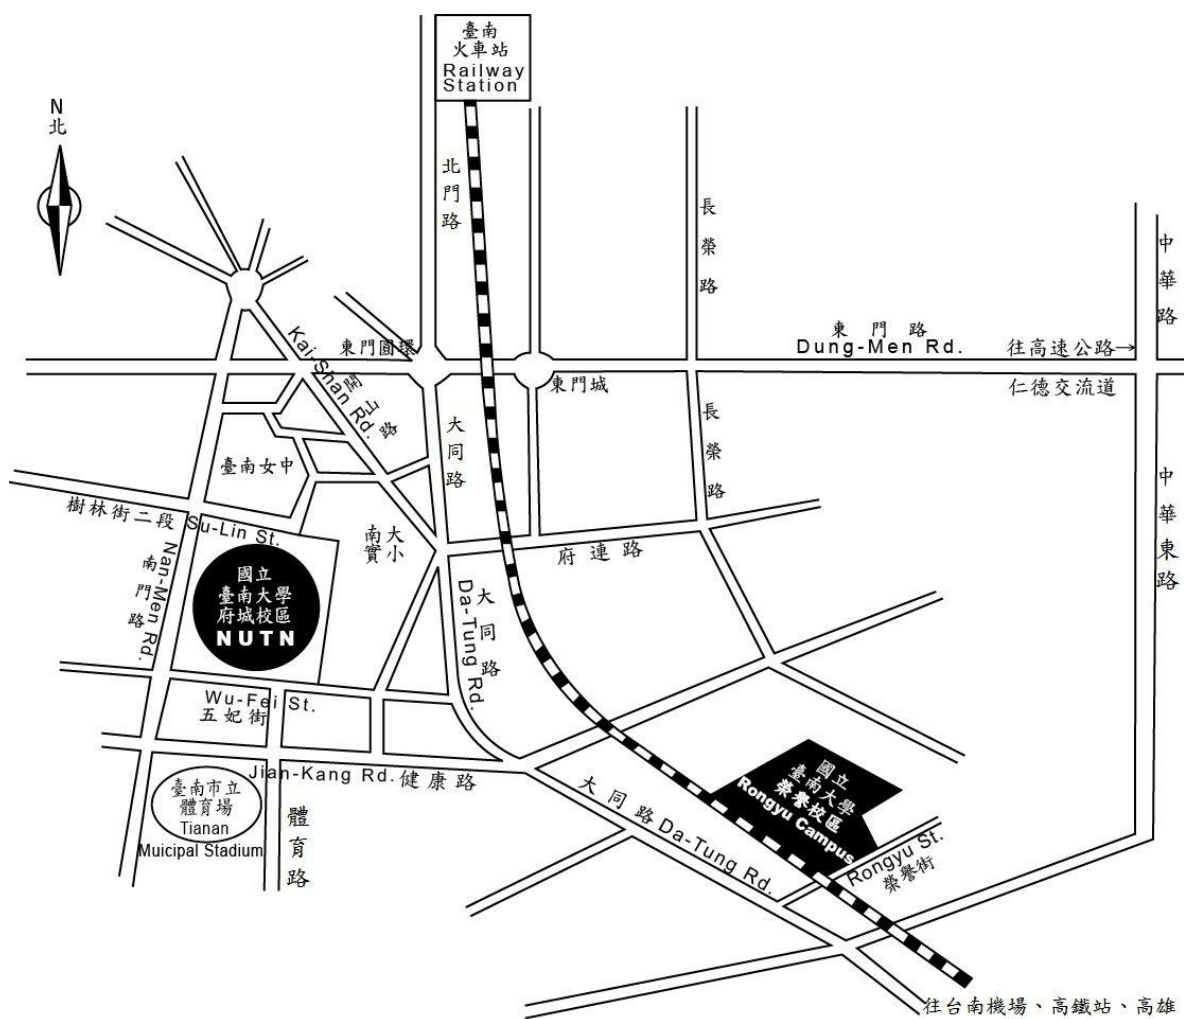 臺南
火車站
Railway
Station
N
北
北門路
長榮路
中華路
東門路
Dung-Men Rd.
往高速公路→
仁德交流道
東門圓環
東門城
Kai-Shan Rd.
開山路
大同路
長榮路
中華東路
臺南女中
樹林街二段 Su-Lin St.
南大
實小
府連路
Nan-Men Rd.
南門路
國立
臺南大學
府城校區
NUTN
大同路
Da-Tung Rd.
Wu-Fei St.
五妃街
Jian-Kang Rd. 健康路
臺南市立
體育場
Tianan
Muicipal Stadium
體育路
國立
臺南大學
榮譽校區
Rongyu Campus
大同路 Da-Tung Rd.
Rongyu St.
榮譽街
往台南機場、高鐵站、高雄